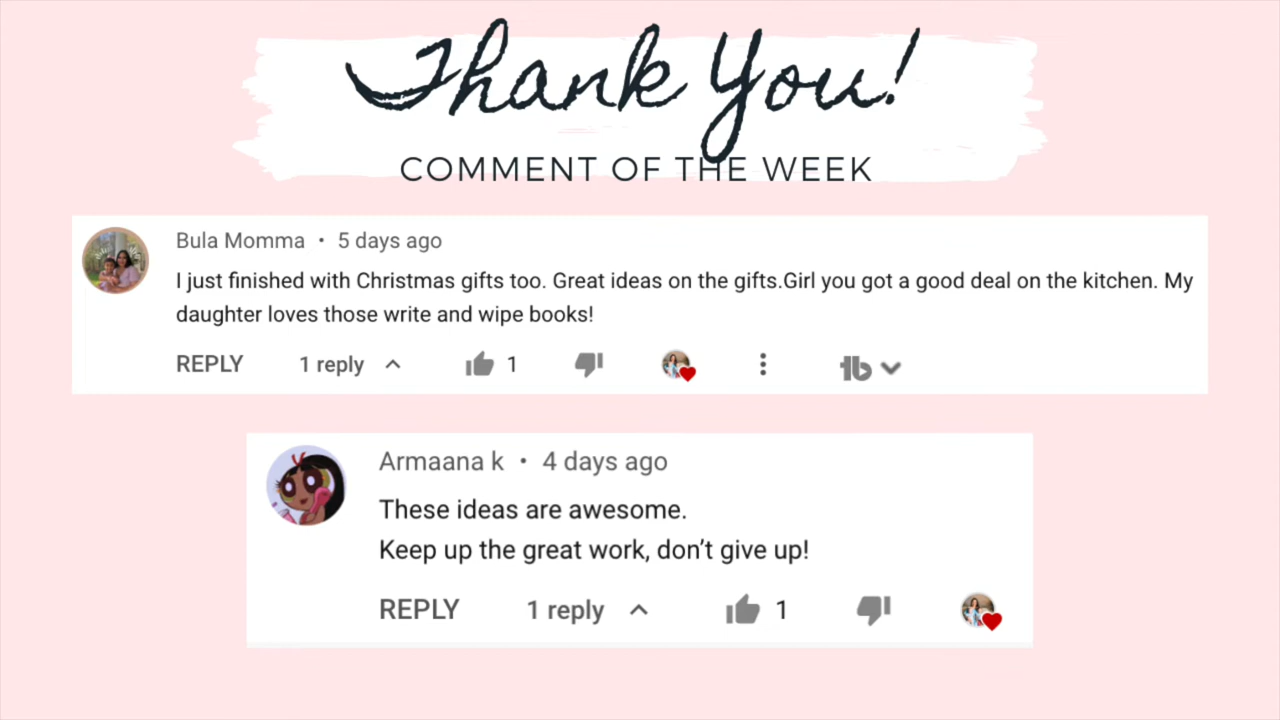 Thank You!
COMMENT OF THE WEEK
Bula Momma • 5 days ago
I just finished with Christmas gifts too. Great ideas on the gifts.Girl you got a good deal on the kitchen. My
daughter loves those write and wipe books!
REPLY 1 reply 1 tb
Armaana k • 4 days ago
These ideas are awesome.
Keep up the great work, don’t give up!
REPLY 1 reply 1